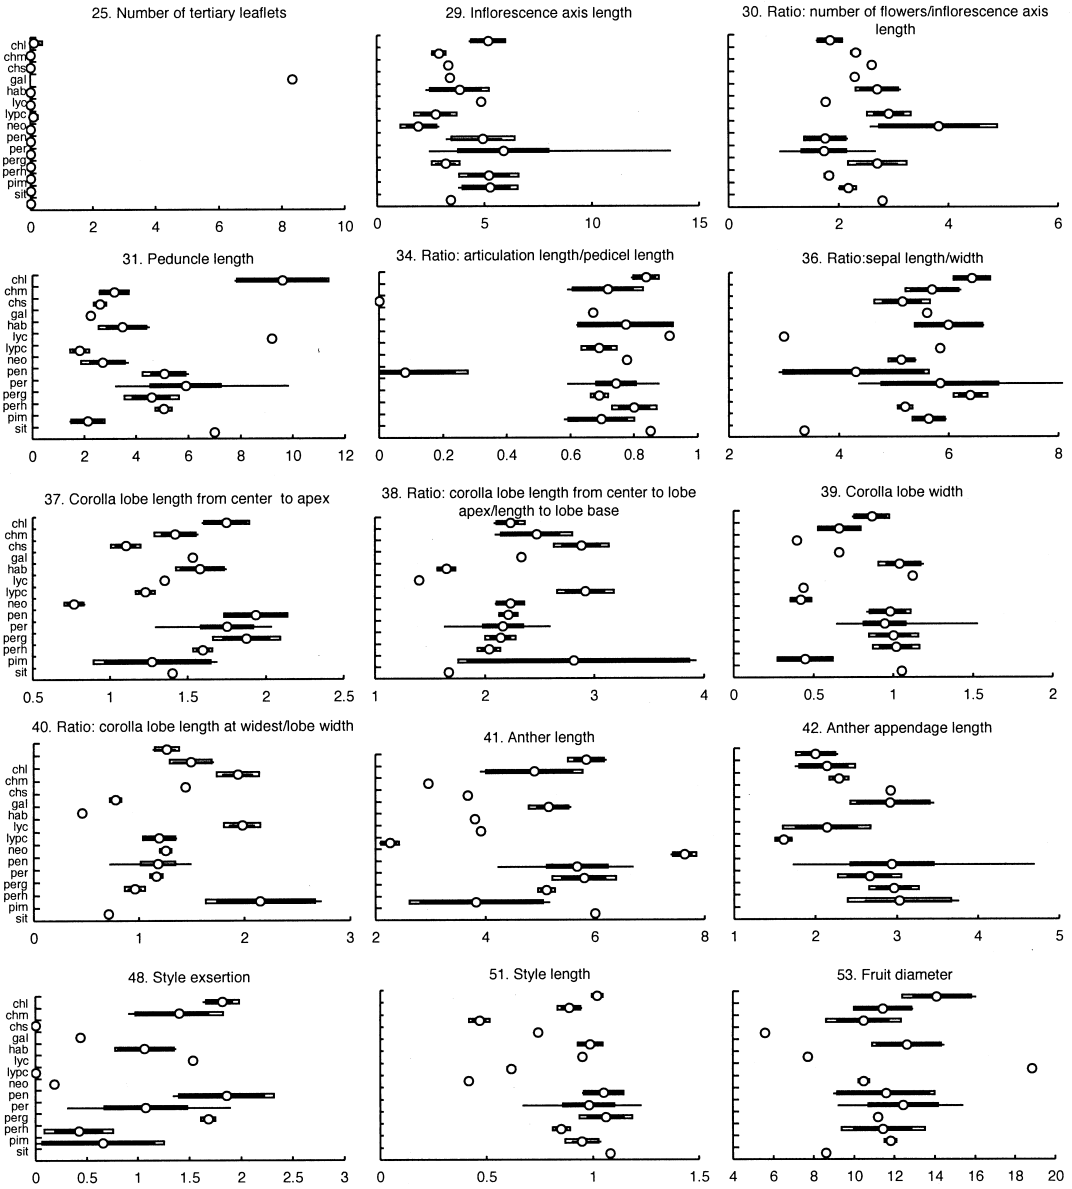 25. Number of tertiary leaflets
chl
chm
chs
gal
hab
lyc
lypc
neo
pen
per
perg
perh
pim
sit
0 2 4 6 8 10
29. Inflorescence axis length
0 5 10 15
30. Ratio: number of flowers/inflorescence axis
length
0 2 4 6
31. Peduncle length
chl
chm
chs
gal
hab
lyc
lypc
neo
pen
per
perg
perh
pim
sit
0 2 4 6 8 10 12
34. Ratio: articulation length/pedicel length
0 0.2 0.4 0.6 0.8 1
36. Ratio:sepal length/width
2 4 6 8
37. Corolla lobe length from center to apex
chl
chm
chs
gal
hab
lyc
lypc
neo
pen
per
perg
perh
pim
sit
0.5 1 1.5 2 2.5
38. Ratio: corolla lobe length from center to lobe
apex/length to lobe base
1 2 3 4
39. Corolla lobe width
0 0.5 1 1.5 2
40. Ratio: corolla lobe length at widest/lobe width
chl
chm
chs
gal
hab
lyc
lypc
neo
pen
per
perg
perh
pim
sit
0 1 2 3
41. Anther length
2 4 6 8
42. Anther appendage length
1 2 3 4 5
48. Style exsertion
chl
chm
chs
gal
hab
lyc
lypc
neo
pen
per
perg
perh
pim
sit
0 0.5 1 1.5 2 2.5 3
51. Style length
0 0.5 1 1.5
53. Fruit diameter
4 6 8 10 12 14 16 18 20